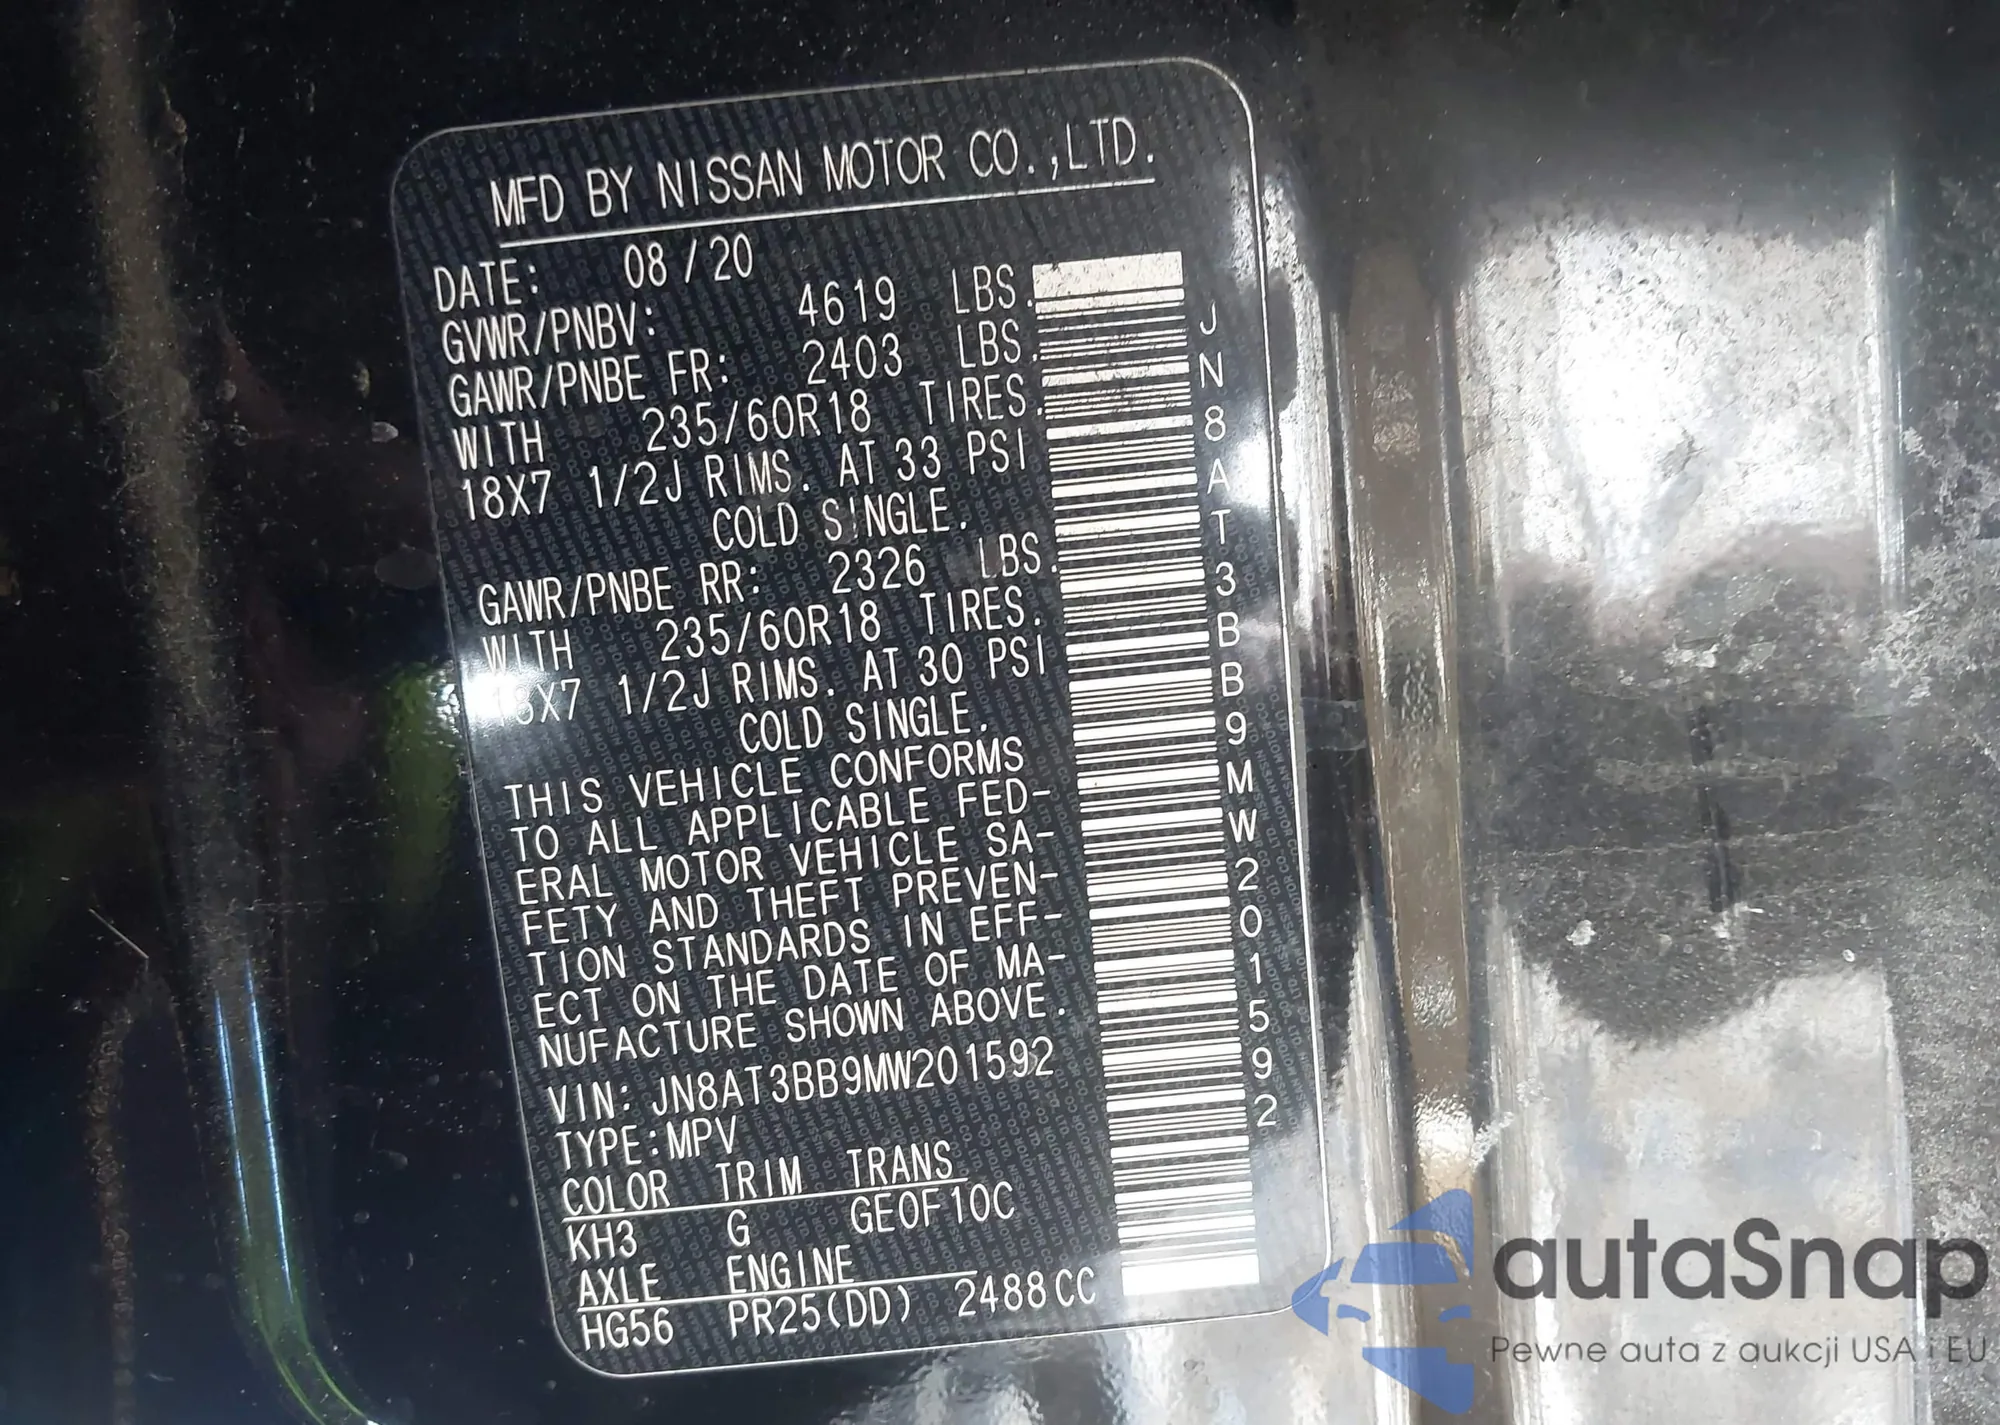 MFD BY NISSAN MOTOR CO.,LTD.
DATE: 08/20
GVWR/PNBV: 4619 LBS.
GAWR/PNBE FR: 2403 LBS.
WITH 235/60R18 TIRES.
18X7 1/2J RIMS. AT 33 PSI
COLD SINGLE.
GAWR/PNBE RR: 2326 LBS.
WITH 235/60R18 TIRES.
18X7 1/2J RIMS. AT 30 PSI
COLD SINGLE.
THIS VEHICLE CONFORMS
TO ALL APPLICABLE FED-
ERAL MOTOR VEHICLE SA-
FETY AND THEFT PREVEN-
TION STANDARDS IN EFF-
ECT ON THE DATE OF MA-
NUFACTURE SHOWN ABOVE.
VIN: JN8AT3BB9MW201592
TYPE:MPV
COLOR TRIM TRANS
KH3 G GE0F10C
AXLE ENGINE
HG56 PR25(DD) 2488CC
JN8AT3BB9MW201592
autaSnap
Pewne auta z aukcji USA i EU